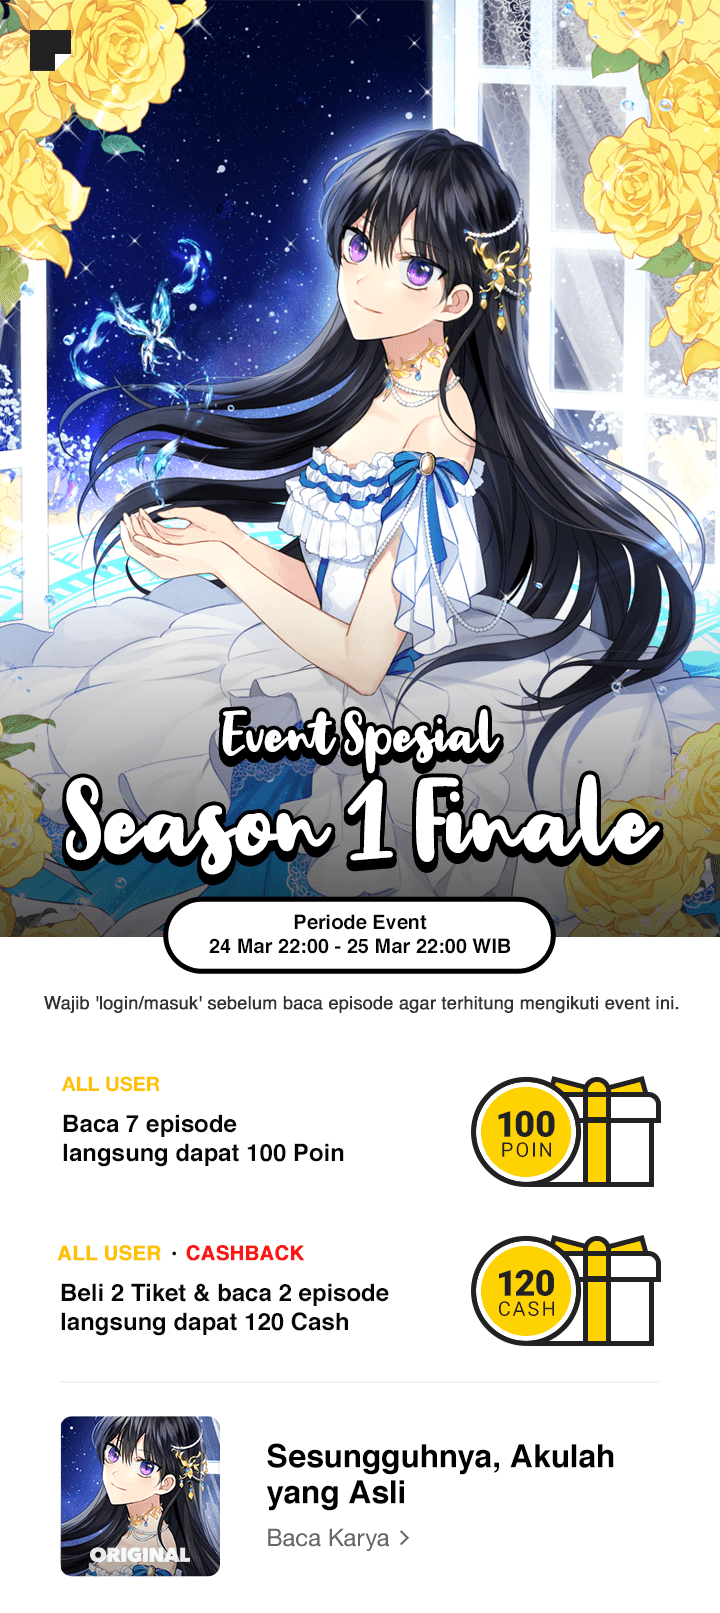 Event Spesial
Season 1 Finale
Periode Event
24 Mar 22:00 - 25 Mar 22:00 WIB
Wajib 'login/masuk' sebelum baca episode agar terhitung mengikuti event ini.
ALL USER
Baca 7 episode
langsung dapat 100 Poin
100
POIN
ALL USER · CASHBACK
Beli 2 Tiket & baca 2 episode
langsung dapat 120 Cash
120
CASH
Sesungguhnya, Akulah
yang Asli
Baca Karya >
ORIGINAL